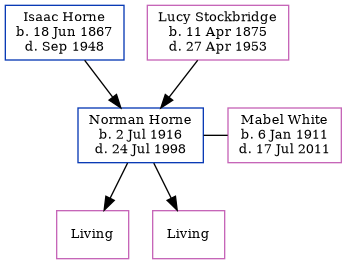 Isaac Horne
b. 18 Jun 1867
d. Sep 1948
Lucy Stockbridge
b. 11 Apr 1875
d. 27 Apr 1953
Norman Horne
b. 2 Jul 1916
d. 24 Jul 1998
Mabel White
b. 6 Jan 1911
d. 17 Jul 2011
Living
Living